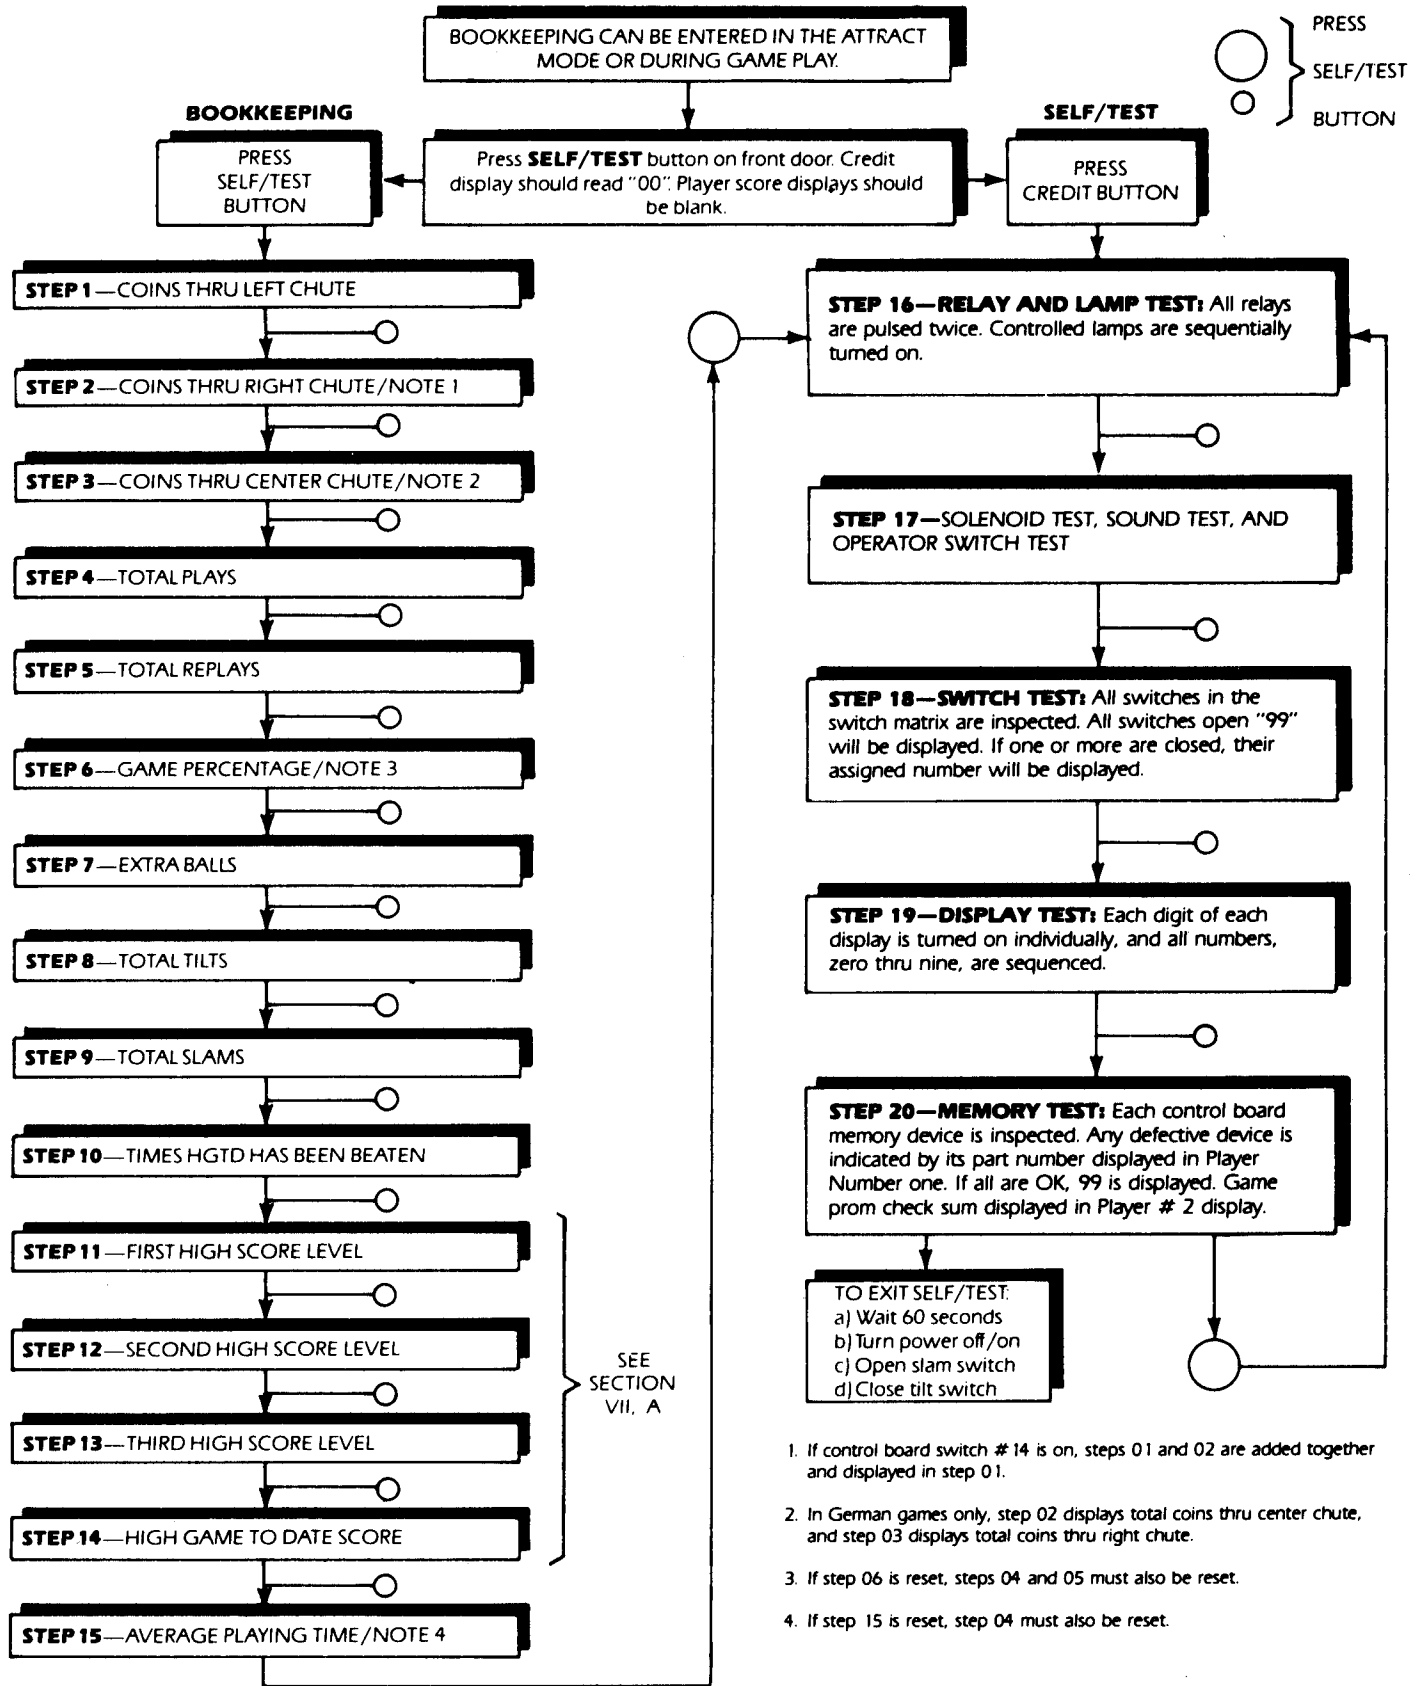 BOOKKEEPING CAN BE ENTERED IN THE ATTRACT
MODE OR DURING GAME PLAY.
PRESS
SELF/TEST
BUTTON
BOOKKEEPING
PRESS
SELF/TEST
BUTTON
Press SELF/TEST button on front door. Credit
display should read "00". Player score displays should
be blank.
SELF/TEST
PRESS
CREDIT BUTTON
STEP 1—COINS THRU LEFT CHUTE
STEP 2—COINS THRU RIGHT CHUTE/NOTE 1
STEP 3—COINS THRU CENTER CHUTE/NOTE 2
STEP 4—TOTAL PLAYS
STEP 5—TOTAL REPLAYS
STEP 6—GAME PERCENTAGE/NOTE 3
STEP 7—EXTRA BALLS
STEP 8—TOTAL TILTS
STEP 9—TOTAL SLAMS
STEP 10—TIMES HGTD HAS BEEN BEATEN
STEP 11—FIRST HIGH SCORE LEVEL
STEP 12—SECOND HIGH SCORE LEVEL
STEP 13—THIRD HIGH SCORE LEVEL
STEP 14—HIGH GAME TO DATE SCORE
SEE
SECTION
VII, A
STEP 15—AVERAGE PLAYING TIME/NOTE 4
STEP 16—RELAY AND LAMP TEST: All relays
are pulsed twice. Controlled lamps are sequentially
turned on.
STEP 17—SOLENOID TEST, SOUND TEST, AND
OPERATOR SWITCH TEST
STEP 18—SWITCH TEST: All switches in the
switch matrix are inspected. All switches open "99"
will be displayed. If one or more are closed, their
assigned number will be displayed.
STEP 19—DISPLAY TEST: Each digit of each
display is turned on individually, and all numbers,
zero thru nine, are sequenced.
STEP 20—MEMORY TEST: Each control board
memory device is inspected. Any defective device is
indicated by its part number displayed in Player
Number one. If all are OK, 99 is displayed. Game
prom check sum displayed in Player # 2 display.
TO EXIT SELF/TEST:
a) Wait 60 seconds
b) Turn power off/on
c) Open slam switch
d) Close tilt switch
1. If control board switch #14 is on, steps 01 and 02 are added together
and displayed in step 01.
2. In German games only, step 02 displays total coins thru center chute,
and step 03 displays total coins thru right chute.
3. If step 06 is reset, steps 04 and 05 must also be reset.
4. If step 15 is reset, step 04 must also be reset.